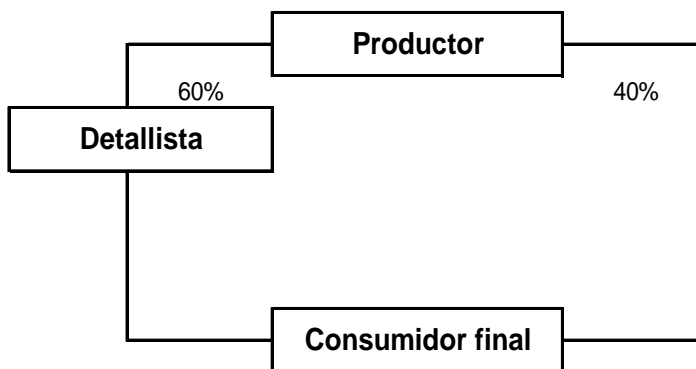 Productor
60%
40%
Detallista
Consumidor final